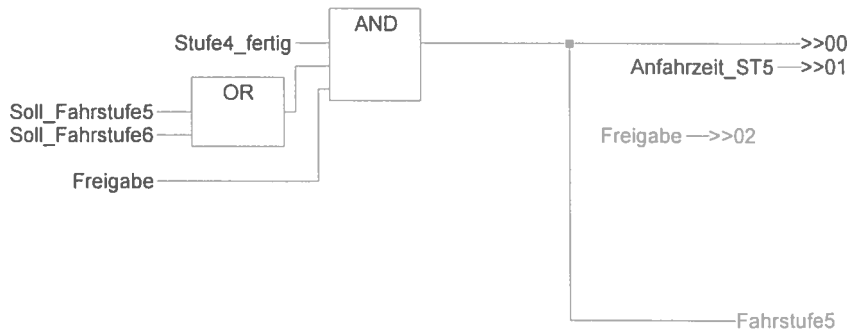 AND
Stufe4_fertig
>>00
Anfahrzeit_ST5 >>01
OR
Soll_Fahrstufe5
Soll_Fahrstufe6
Freigabe >>02
Freigabe
Fahrstufe5